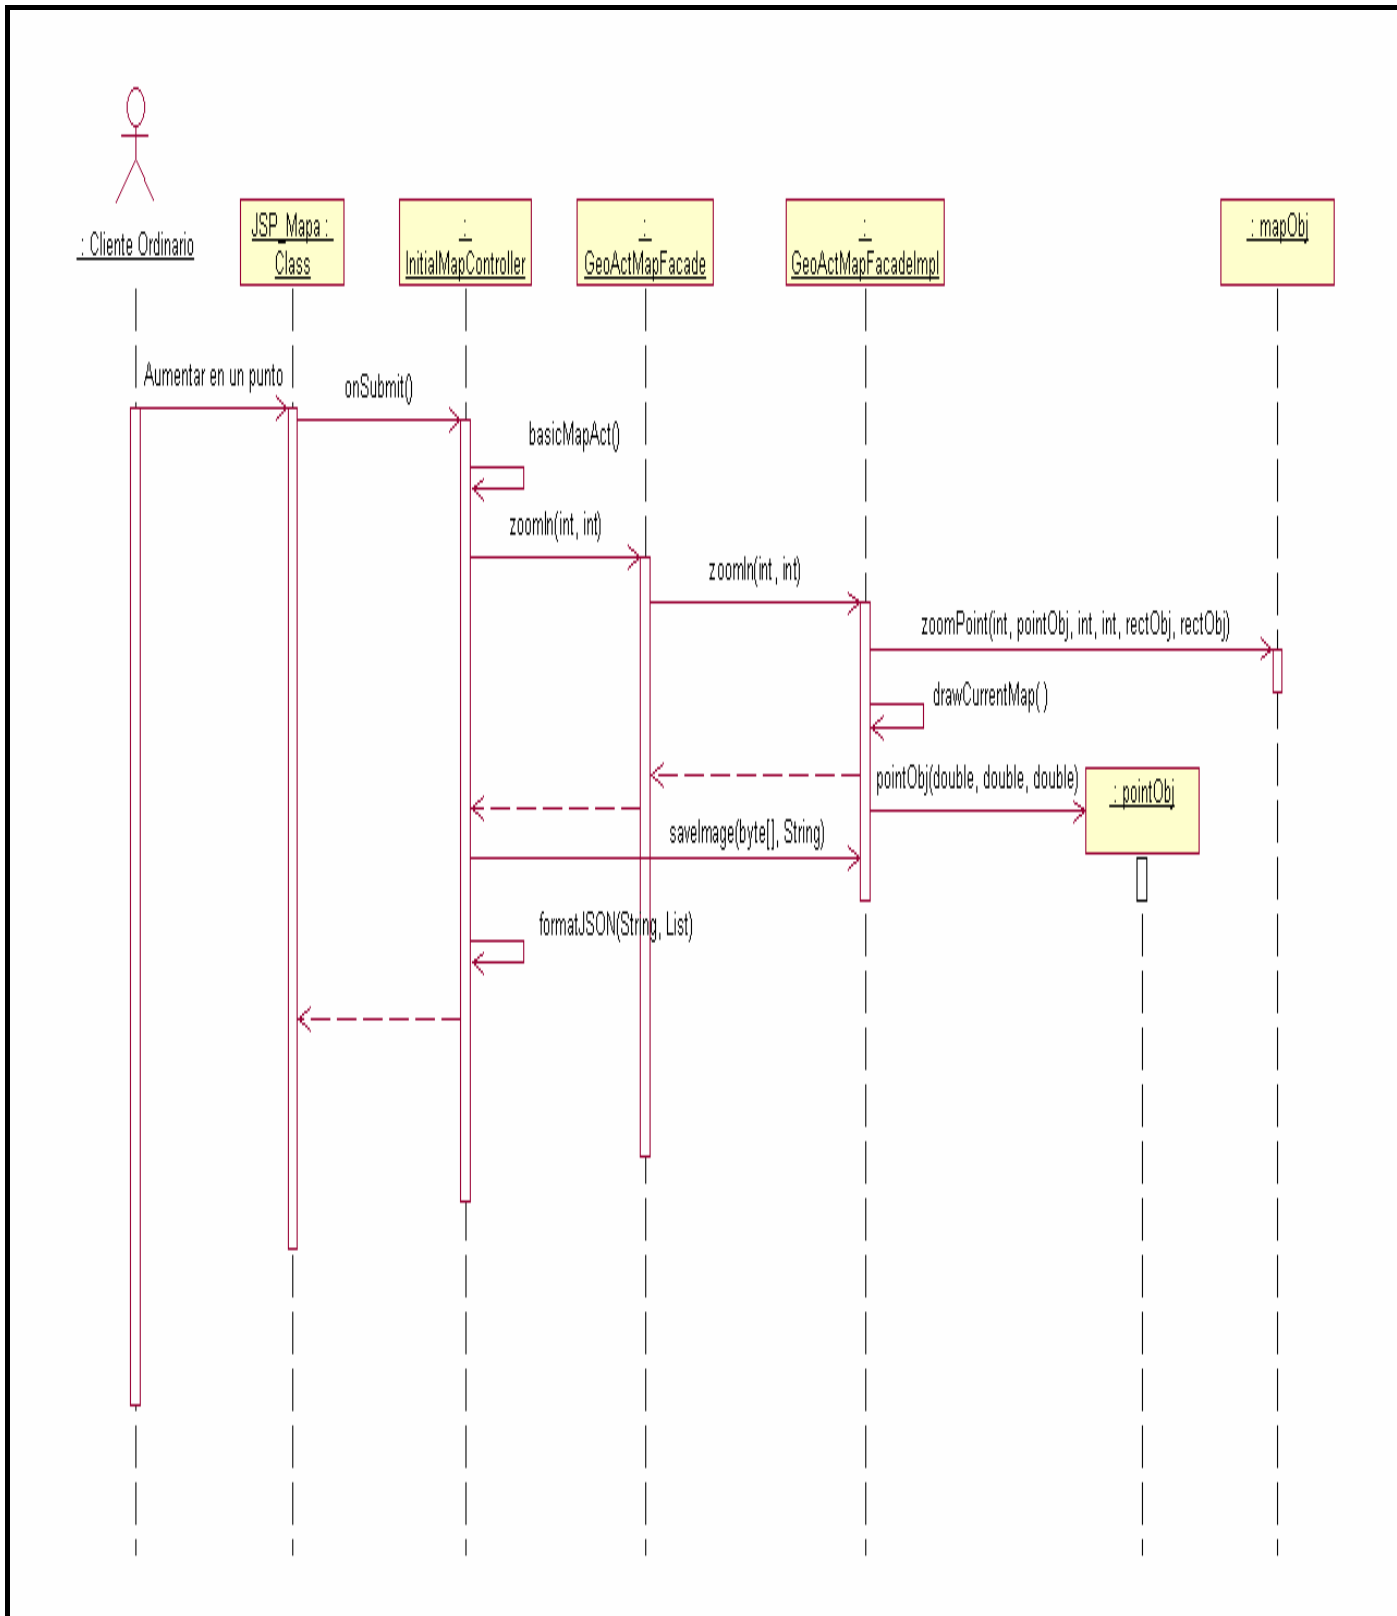 : Cliente Ordinario
JSP_Mapa :
Class
:
InitialMapController
:
GeoActMapFacade
:
GeoActMapFacadeImpl
: mapObj
Aumentar en un punto
onSubmit()
basicMapAct()
zoomIn(int, int)
zoomIn(int, int)
zoomPoint(int, pointObj, int, int, rectObj, rectObj)
drawCurrentMap( )
pointObj(double, double, double)
: pointObj
saveImage(byte[], String)
formatJSON(String, List)